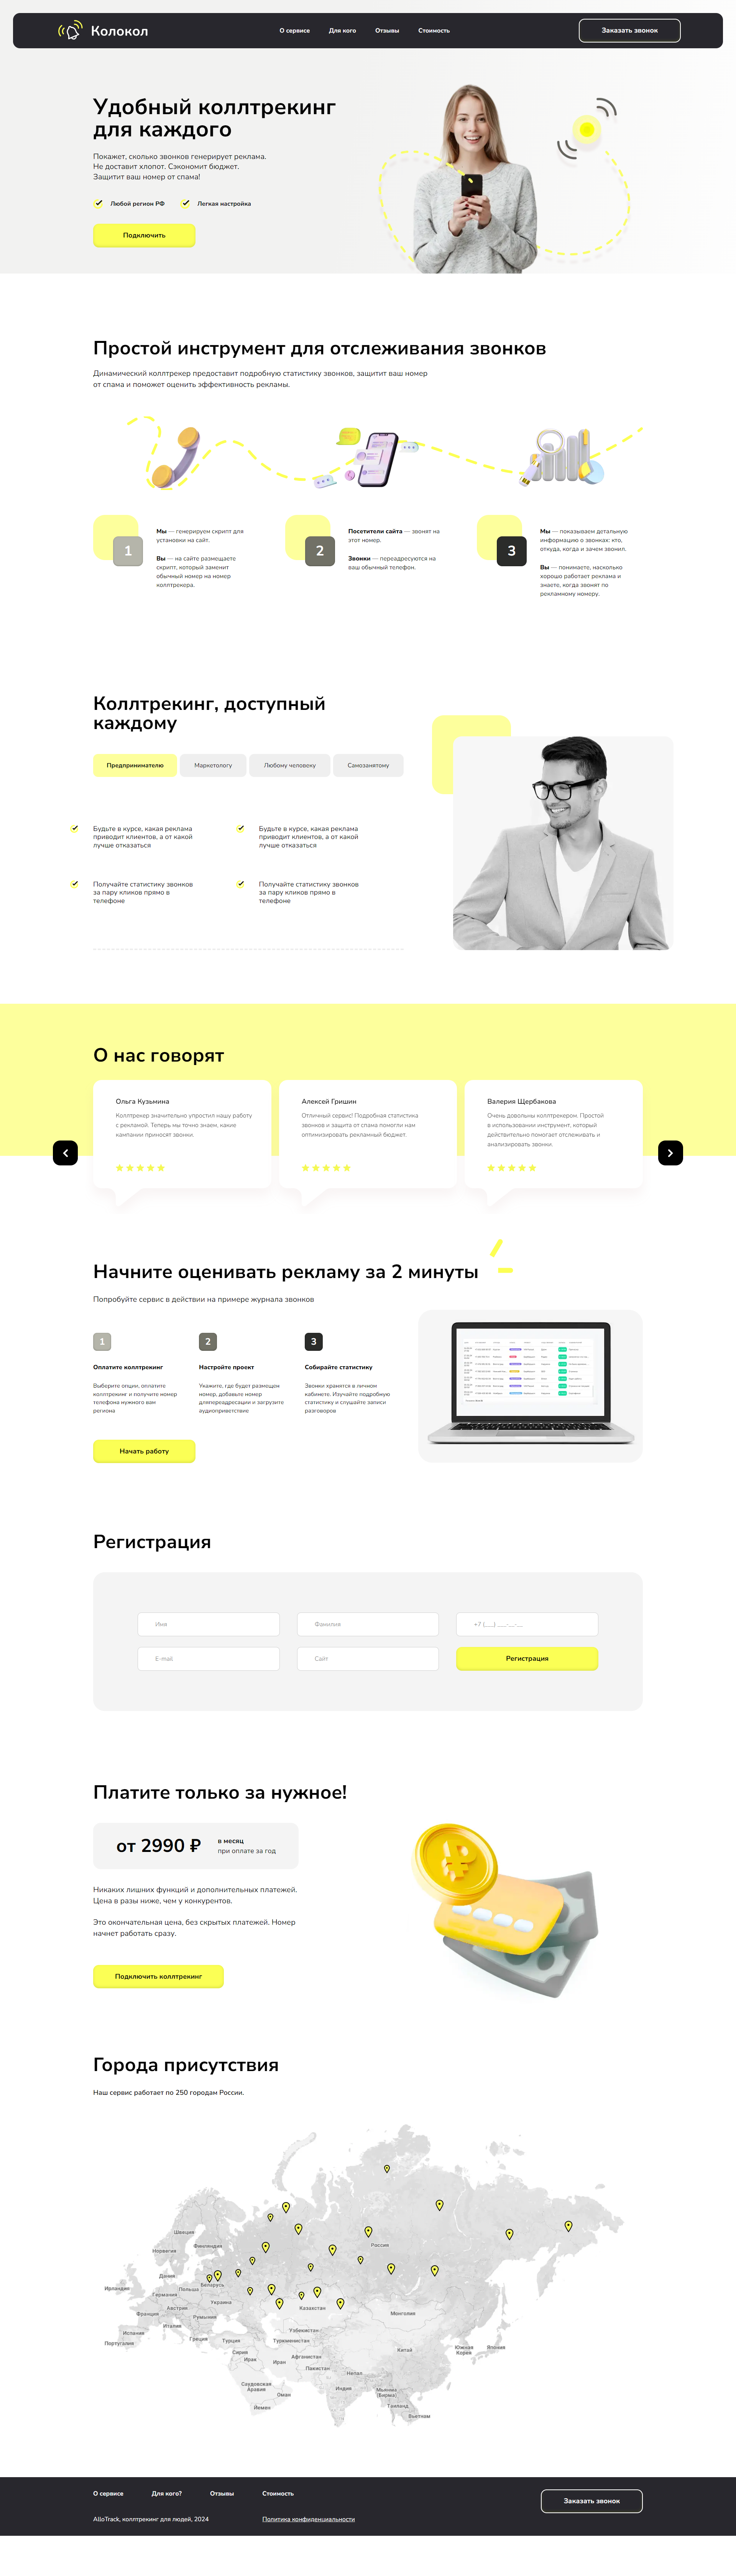 Колокол
О сервисе
Для кого
Отзывы
Стоимость
Заказать звонок
Удобный коллтрекинг
для каждого
Покажет, сколько звонков генерирует реклама.
Не доставит хлопот. Сэкономит бюджет.
Защитит ваш номер от спама!
Любой регион РФ
Легкая настройка
Подключить
Простой инструмент для отслеживания звонков
Динамический коллтрекер предоставит подробную статистику звонков, защитит ваш номер
от спама и поможет оценить эффективность рекламы.
1
Мы — генерируем скрипт для
установки на сайт.
Вы — на сайте размещаете
скрипт, который заменит
обычный номер на номер
коллтрекера.
2
Посетители сайта — звонят на
этот номер.
Звонки — переадресуются на
ваш обычный телефон.
3
Мы — показываем детальную
информацию о звонках: кто,
откуда, когда и зачем звонил.
Вы — понимаете, насколько
хорошо работает реклама и
знаете, когда звонят по
рекламному номеру.
Коллтрекинг, доступный
каждому
Предпринимателю
Маркетологу
Любому человеку
Самозанятому
Будьте в курсе, какая реклама
приводит клиентов, а от какой
лучше отказаться
Будьте в курсе, какая реклама
приводит клиентов, а от какой
лучше отказаться
Получайте статистику звонков
за пару кликов прямо в
телефоне
Получайте статистику звонков
за пару кликов прямо в
телефоне
О нас говорят
Ольга Кузьмина
Коллтрекер значительно упростил нашу работу
с рекламой. Теперь мы точно знаем, какие
кампании приносят звонки.
Алексей Гришин
Отличный сервис! Подробная статистика
звонков и защита от спама помогли нам
оптимизировать рекламный бюджет.
Валерия Щербакова
Очень довольны коллтрекером. Простой
в использовании инструмент, который
действительно помогает отслеживать и
анализировать звонки.
Начните оценивать рекламу за 2 минуты
Попробуйте сервис в действии на примере журнала звонков
1
Оплатите коллтрекинг
Выберите опции, оплатите
коллтрекинг и получите номер
телефона нужного вам
региона
2
Настройте проект
Укажите, где будет размещен
номер, добавьте номер
дляпереадресации и загрузите
аудиоприветствие
3
Собирайте статистику
Звонки хранятся в личном
кабинете. Изучайте подробную
статистику и слушайте записи
разговоров
Начать работу
Регистрация
Имя
Фамилия
+7 (___) ___-__-__
E-mail
Сайт
Регистрация
Платите только за нужное!
от 2990 ₽
в месяц
при оплате за год
Никаких лишних функций и дополнительных платежей.
Цена в разы ниже, чем у конкурентов.
Это окончательная цена, без скрытых платежей. Номер
начнет работать сразу.
Подключить коллтрекинг
Города присутствия
Наш сервис работает по 250 городам России.
Швеция
Финляндия
Норвегия
Россия
Дания
Ирландия
Беларусь
Польша
Германия
Украина
Австрия
Казахстан
Франция
Румыния
Монголия
Италия
Испания
Узбекистан
Греция
Турция
Туркменистан
Португалия
Южная
Корея
Япония
Китай
Сирия
Ирак
Афганистан
Иран
Пакистан
Непал
Саудовская
Аравия
Индия
Мьянма
(Бирма)
Оман
Йемен
Таиланд
Вьетнам
О сервисе
Для кого?
Отзывы
Стоимость
Заказать звонок
AlloTrack, коллтрекинг для людей, 2024
Политика конфиденциальности